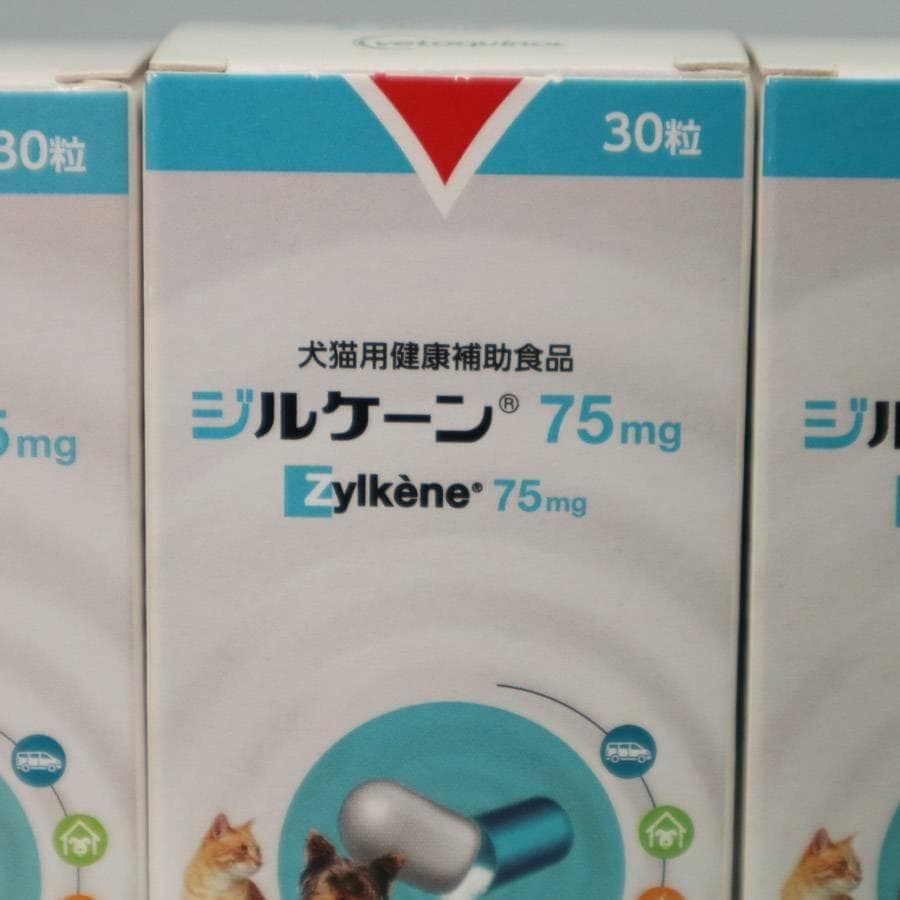 vetoquinol
30粒
30粒
犬猫用健康補助食品
ジルケーン® 75mg
Zylkène® 75mg
5mg
ジル